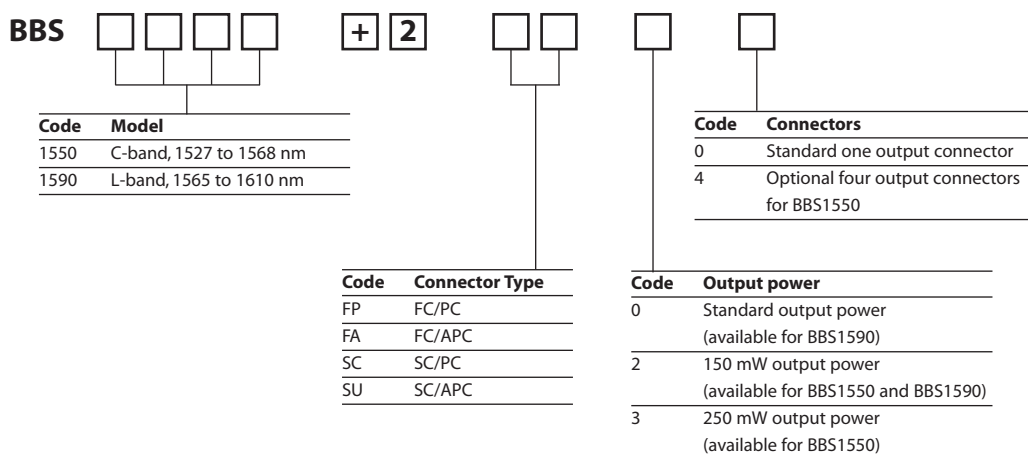 BBS + 2
Code Model
1550 C-band, 1527 to 1568 nm
1590 L-band, 1565 to 1610 nm
Code Connectors
0 Standard one output connector
4 Optional four output connectors
for BBS1550
Code Connector Type
FP FC/PC
FA FC/APC
SC SC/PC
SU SC/APC
Code Output power
0 Standard output power
(available for BBS1590)
2 150 mW output power
(available for BBS1550 and BBS1590)
3 250 mW output power
(available for BBS1550)